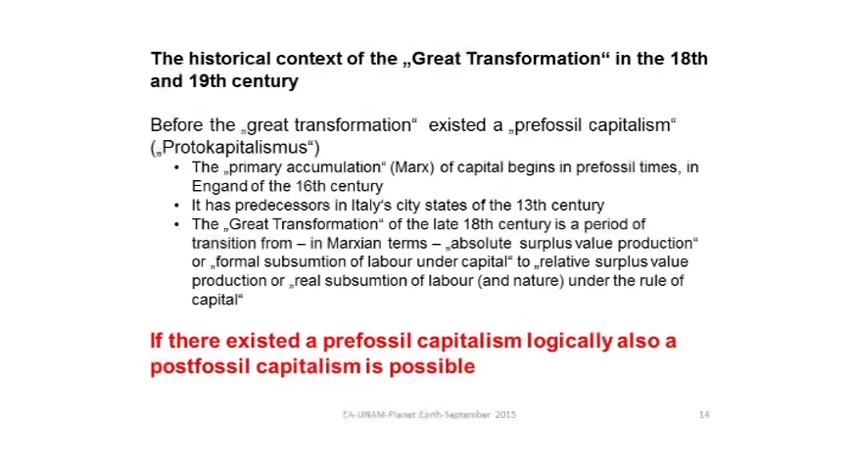 The historical context of the „Great Transformation“ in the 18th
and 19th century
Before the „great transformation“ existed a „prefossil capitalism“
(„Protokapitalismus“)
• The „primary accumulation“ (Marx) of capital begins in prefossil times, in
Engand of the 16th century
• It has predecessors in Italy‘s city states of the 13th century
• The „Great Transformation“ of the late 18th century is a period of
transition from – in Marxian terms – „absolute surplus value production“
or „formal subsumtion of labour under capital“ to „relative surplus value
production or „real subsumtion of labour (and nature) under the rule of
capital“
If there existed a prefossil capitalism logically also a
postfossil capitalism is possible
EA-UNAM-Planet Earth-September 2015
14